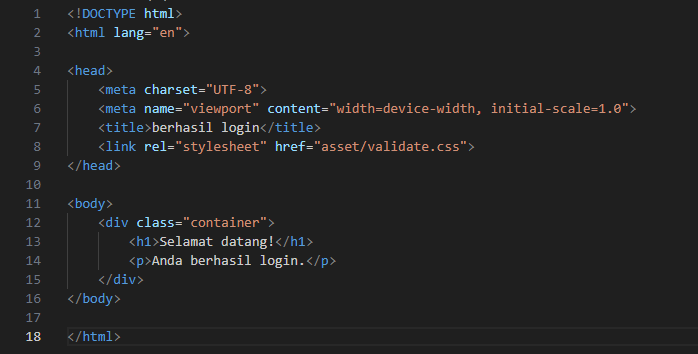 1 <!DOCTYPE html>
2 <html lang="en">
3
4 <head>
5     <meta charset="UTF-8">
6     <meta name="viewport" content="width=device-width, initial-scale=1.0">
7     <title>berhasil login</title>
8     <link rel="stylesheet" href="asset/validate.css">
9 </head>
10
11 <body>
12     <div class="container">
13         <h1>Selamat datang!</h1>
14         <p>Anda berhasil login.</p>
15     </div>
16 </body>
17
18 </html>